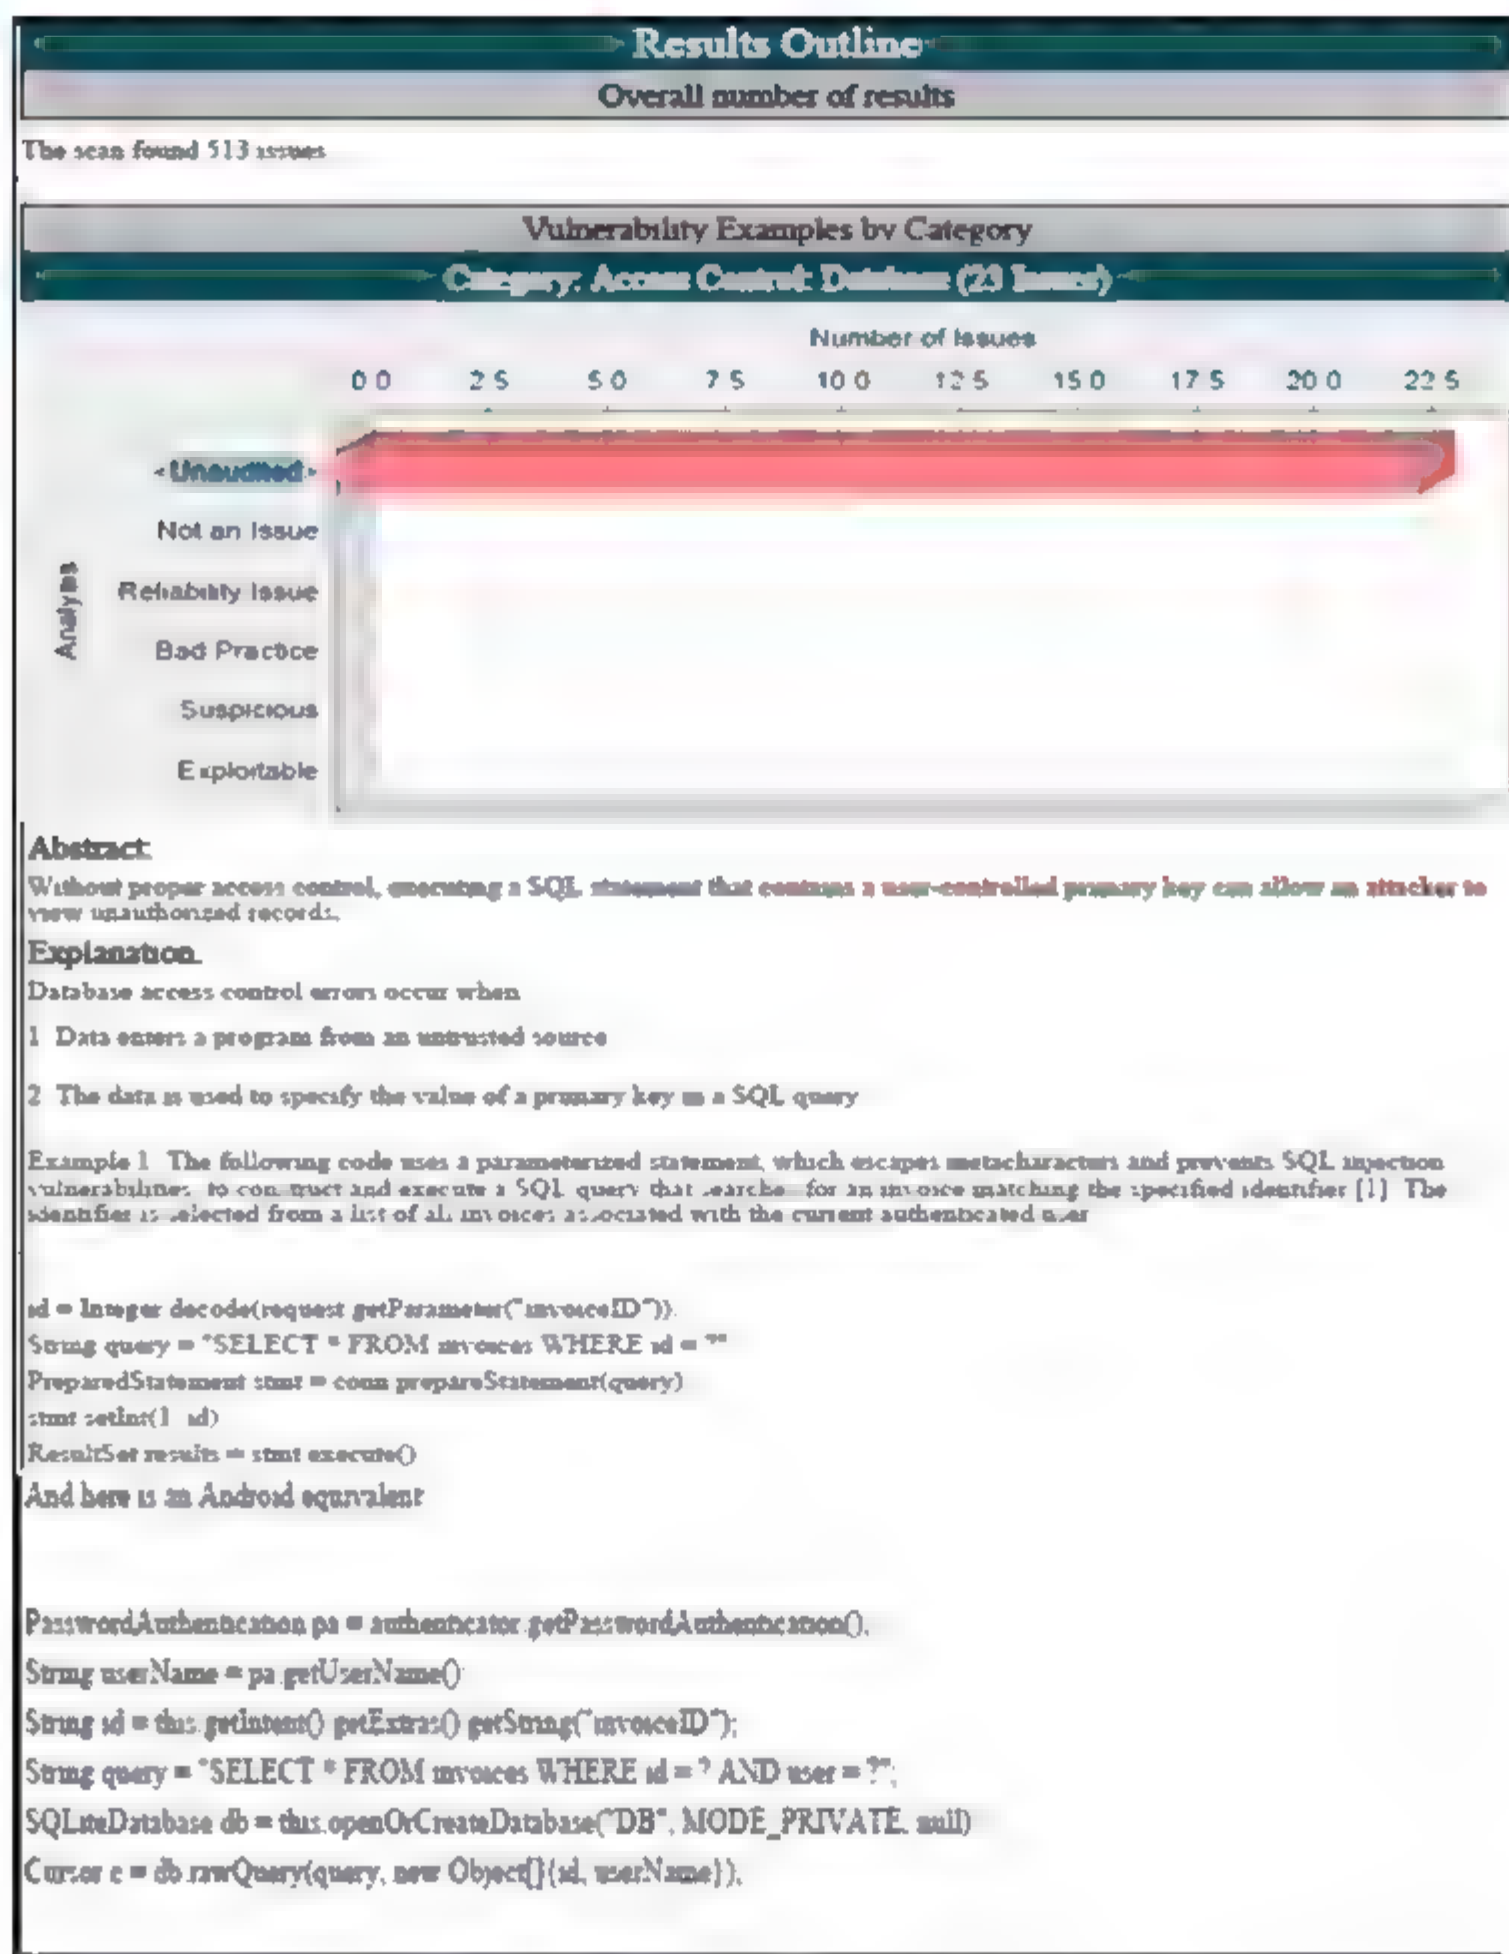 Results Outline
Overall number of results
The scan found 513 issues
Vulnerability Examples by Category
Category: Access Control: Database (23 Issues)
Number of Issues
0.0 2.5 5.0 7.5 10.0 12.5 15.0 17.5 20.0 22.5
<Unaudited>
Not an Issue
Reliability Issue
Bad Practice
Suspicious
Exploitable
Analysis
Abstract:
Without proper access control, executing a SQL statement that contains a user-controlled primary key can allow an attacker to
view unauthorized records.
Explanation:
Database access control errors occur when
1. Data enters a program from an untrusted source
2. The data is used to specify the value of a primary key in a SQL query
Example 1: The following code uses a parameterized statement, which escapes metacharacters and prevents SQL injection
vulnerabilities, to construct and execute a SQL query that searches for an invoice matching the specified identifier [1]. The
identifier is selected from a list of all invoices associated with the current authenticated user
id = Integer.decode(request.getParameter("invoiceID"));
String query = "SELECT * FROM invoices WHERE id = ?"
PreparedStatement stmt = conn.prepareStatement(query)
stmt.setInt(1, id)
ResultSet results = stmt.execute()
And here is an Android equivalent
PasswordAuthentication pa = authenticator.getPasswordAuthentication();
String userName = pa.getUserName()
String id = this.getIntent().getExtras().getString("invoiceID");
String query = "SELECT * FROM invoices WHERE id = ? AND user = ?";
SQLiteDatabase db = this.openOrCreateDatabase("DB", MODE_PRIVATE, null)
Cursor c = db.rawQuery(query, new Object[]{id, userName});